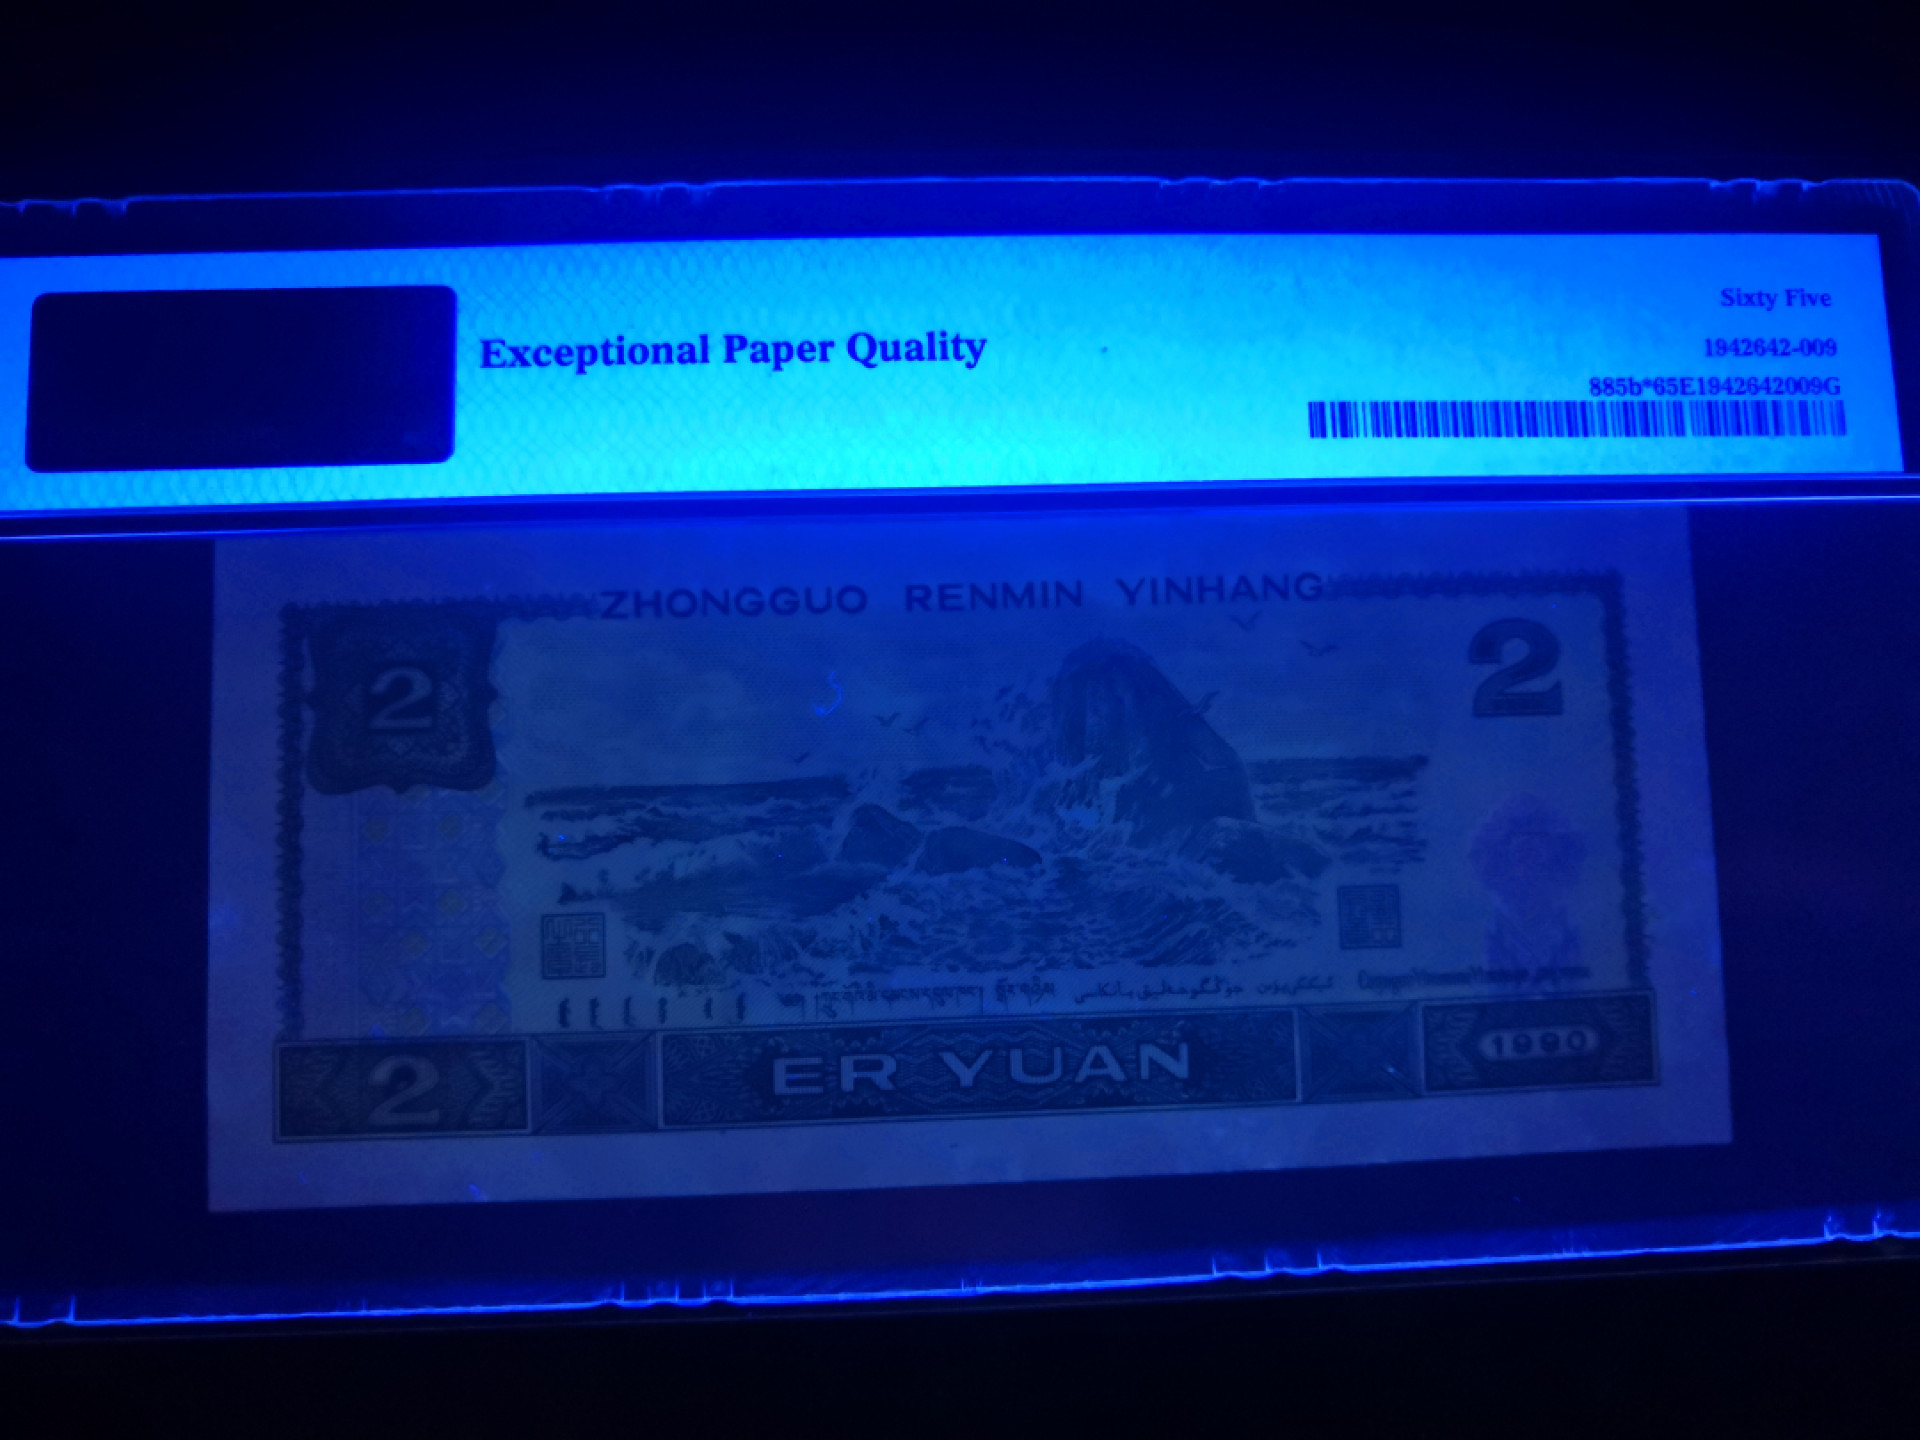 Exceptional Paper Quality
Sixty Five
1942642-009
885b*65E1942642009G
ZHONGGUO RENMIN YINHANG
2
2
2
ER YUAN
1990